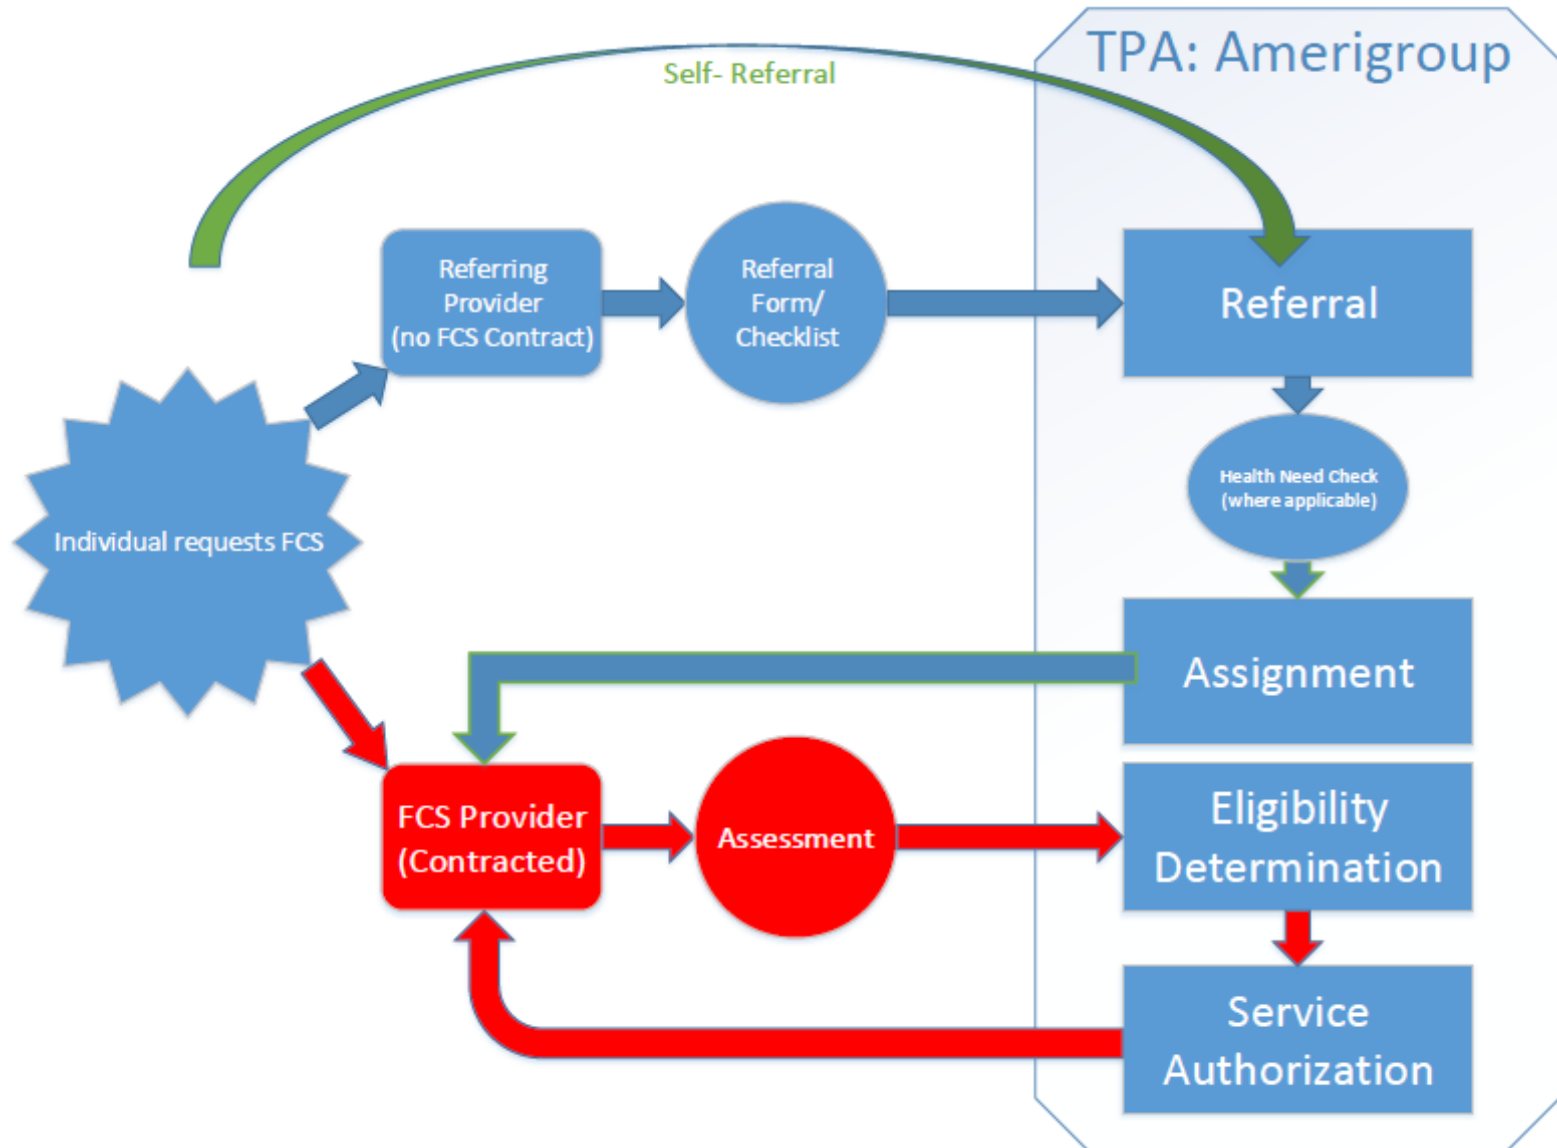 TPA: Amerigroup
Self- Referral
Referring
Provider
(no FCS Contract)
Referral
Form/
Checklist
Referral
Health Need Check
(where applicable)
Individual requests FCS
Assignment
FCS Provider
(Contracted)
Assessment
Eligibility
Determination
Service
Authorization